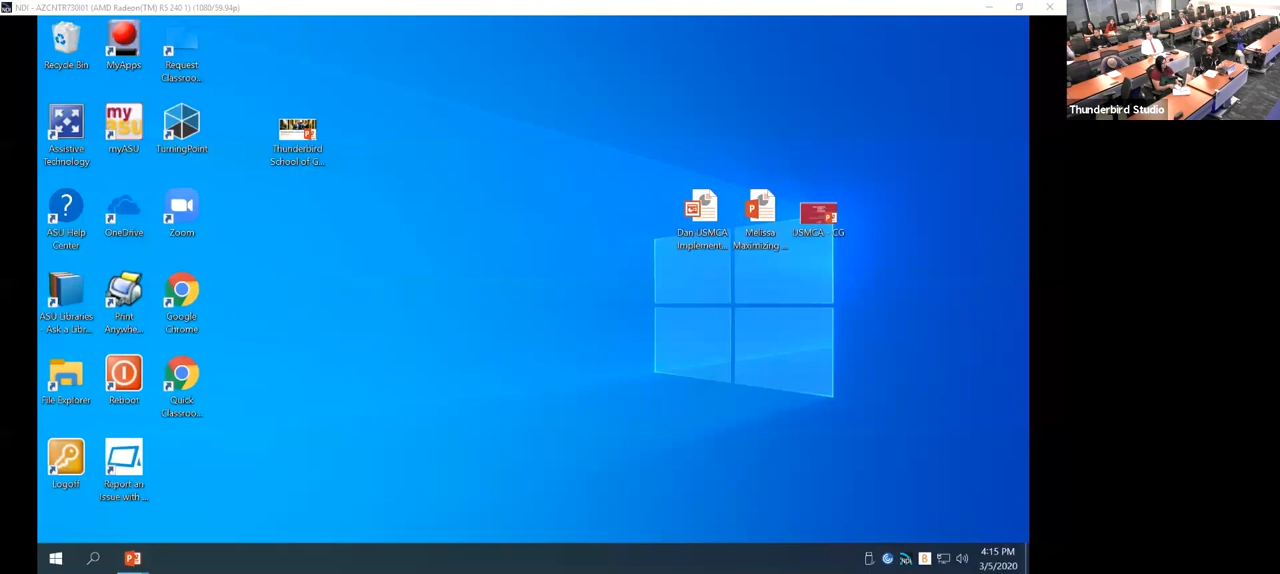 NDI - AZCNTR730I01 (AMD Radeon(TM) R5 240 1) (1080/59.94p)
Thunderbird Studio
Recycle Bin
MyApps
Request
Classroo...
Assistive
Technology
my
asu
myASU
TurningPoint
Thunderbird
School of G...
ASU Help
Center
OneDrive
Zoom
Dan USMCA
Implement...
Melissa
Maximizing ...
USMCA - CG
ASU Libraries
- Ask a Libr...
Print
Anywhe...
Google
Chrome
File Explorer
Reboot
Quick
Classroo...
Logoff
Report an
Issue with ...
4:15 PM
3/5/2020